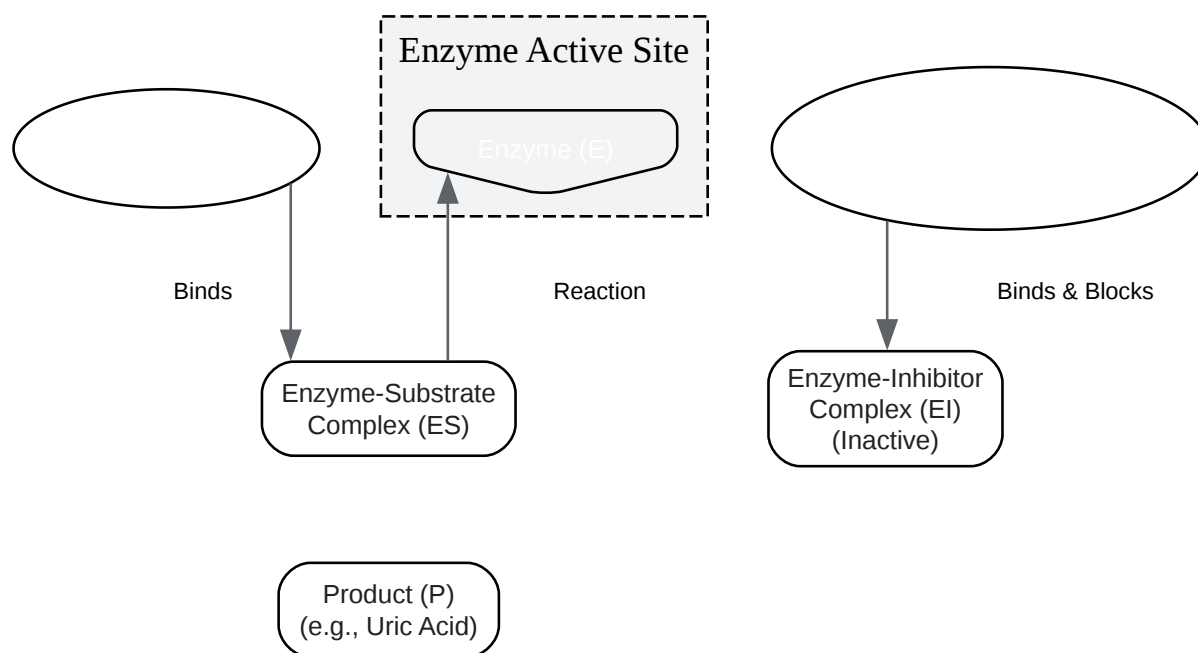 Enzyme Active Site
Enzyme (E)
Binds
Reaction
Binds & Blocks
Enzyme-Substrate
Complex (ES)
Enzyme-Inhibitor
Complex (EI)
(Inactive)
Product (P)
(e.g., Uric Acid)